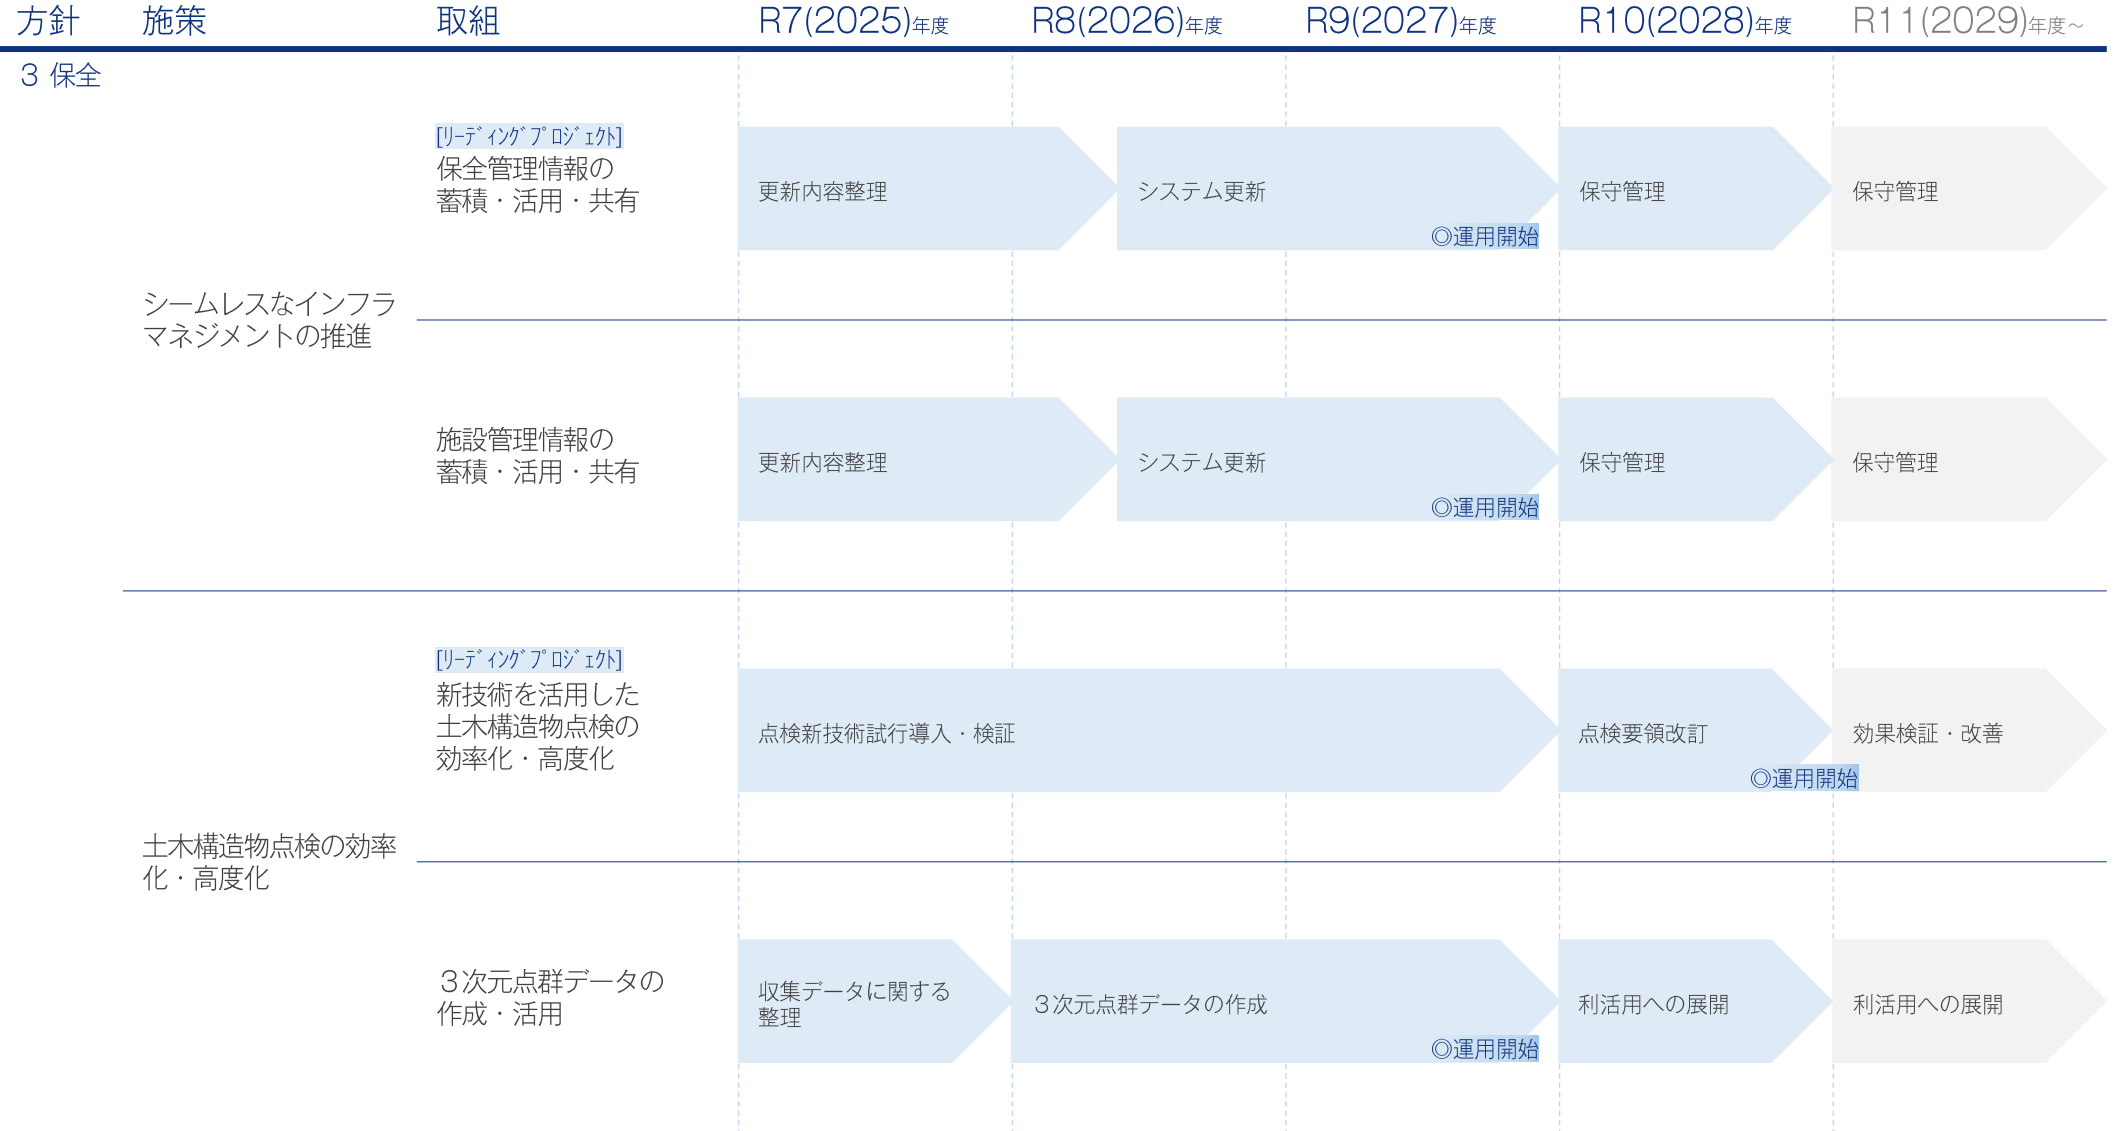 方針 施策 取組 R7(2025)年度 R8(2026)年度 R9(2027)年度 R10(2028)年度 R11(2029)年度～
３ 保全
シームレスなインフラ
マネジメントの推進
[ﾘｰﾃﾞｨﾝｸﾞﾌﾟﾛｼﾞｪｸﾄ]
保全管理情報の
蓄積・活用・共有
更新内容整理
システム更新
◎運用開始
保守管理
保守管理
施設管理情報の
蓄積・活用・共有
更新内容整理
システム更新
◎運用開始
保守管理
保守管理
土木構造物点検の効率
化・高度化
[ﾘｰﾃﾞｨﾝｸﾞﾌﾟﾛｼﾞｪｸﾄ]
新技術を活用した
土木構造物点検の
効率化・高度化
点検新技術試行導入・検証
点検要領改訂
◎運用開始
効果検証・改善
３次元点群データの
作成・活用
収集データに関する
整理
３次元点群データの作成
◎運用開始
利活用への展開
利活用への展開